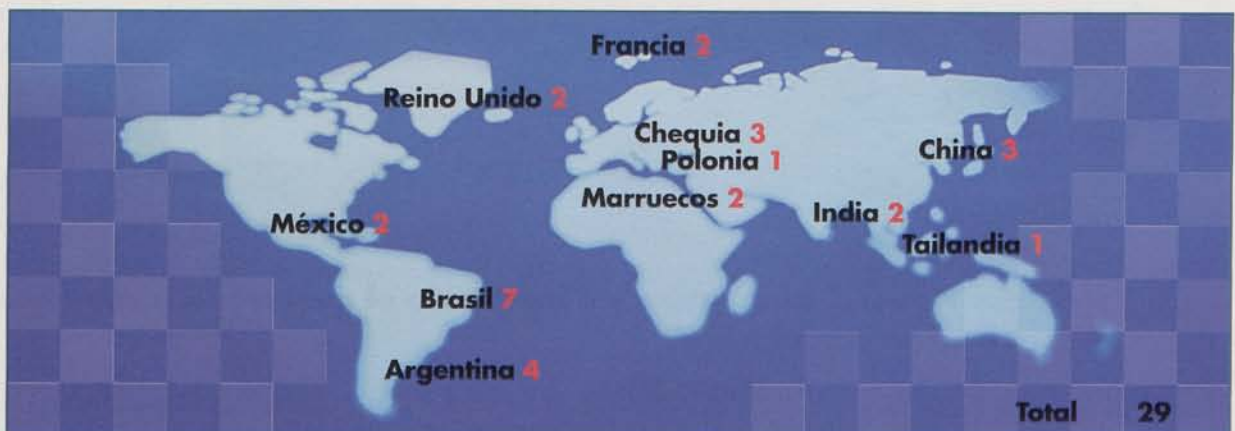 Francia 2
Reino Unido 2
Chequia 3
Polonia 1
China 3
Marruecos 2
India 2
México 2
Tailandia 1
Brasil 7
Argentina 4
Total 29